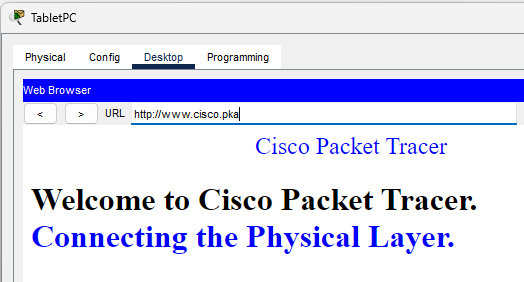 TabletPC
Physical Config Desktop Programming
Web Browser
< > URL http://www.cisco.pka
Cisco Packet Tracer
Welcome to Cisco Packet Tracer.
Connecting the Physical Layer.